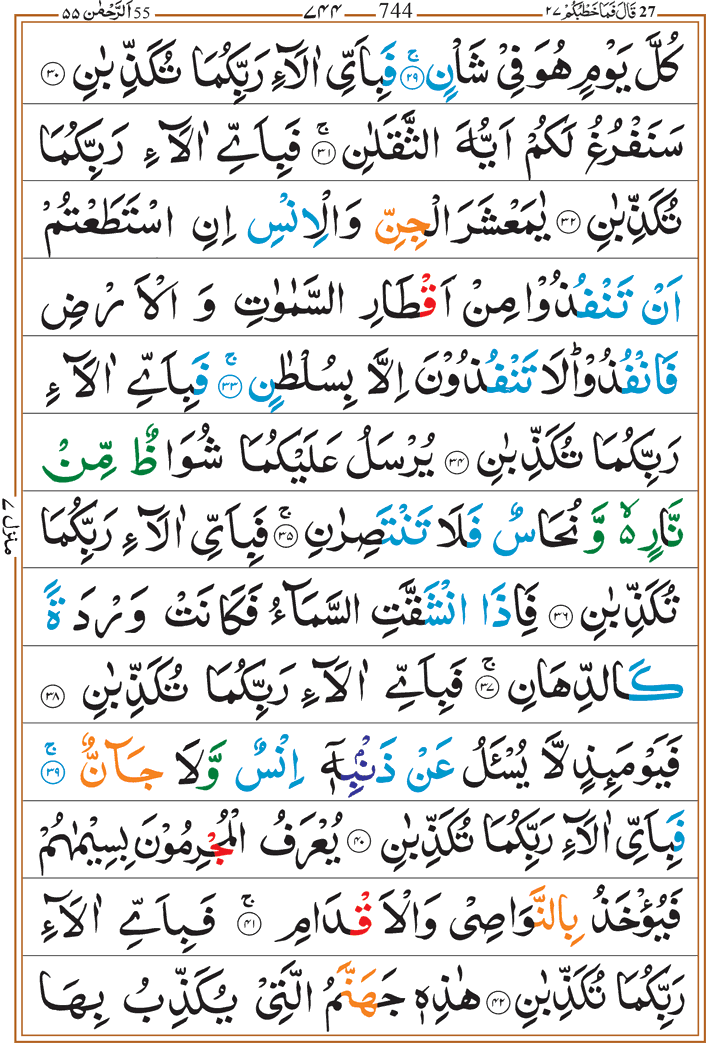 27 قَالَ فَمَا خَطْبُكُمْ ٢٧ 744 ٧٤٤ 55 اَلرَّحْمٰن ٥٥
كُلَّ يَوْمٍ هُوَ فِيْ شَاْنٍ ۚ ٢٩ فَبِاَيِّ اٰلَآءِ رَبِّكُمَا تُكَذِّبٰنِ ٣٠
سَنَفْرُغُ لَكُمْ اَيُّهَ الثَّقَلٰنِ ۚ ٣١ فَبِاَيِّ اٰلَآءِ رَبِّكُمَا
تُكَذِّبٰنِ ٣٢ يٰمَعْشَرَ الْجِنِّ وَالْاِنْسِ اِنِ اسْتَطَعْتُمْ
اَنْ تَنْفُذُوْا مِنْ اَقْطَارِ السَّمٰوٰتِ وَ الْاَرْضِ
فَانْفُذُوْا ؕ لَا تَنْفُذُوْنَ اِلَّا بِسُلْطٰنٍ ۚ ٣٣ فَبِاَيِّ اٰلَآءِ
رَبِّكُمَا تُكَذِّبٰنِ ٣٤ يُرْسَلُ عَلَيْكُمَا شُوَاظٌ مِّنْ
نَّارٍ ۵ۙ وَّ نُحَاسٌ فَلَا تَنْتَصِرٰنِ ۚ ٣٥ فَبِاَيِّ اٰلَآءِ رَبِّكُمَا
تُكَذِّبٰنِ ٣٦ فَاِذَا انْشَقَّتِ السَّمَآءُ فَكَانَتْ وَرْدَةً
كَالدِّهَانِ ۚ ٣٧ فَبِاَيِّ اٰلَآءِ رَبِّكُمَا تُكَذِّبٰنِ ٣٨
فَيَوْمَئِذٍ لَّا يُسْـَٔلُ عَنْ ذَنْۢبِهٖٓ اِنْسٌ وَّلَا جَآنٌّ ۚ ٣٩
فَبِاَيِّ اٰلَآءِ رَبِّكُمَا تُكَذِّبٰنِ ٤٠ يُعْرَفُ الْمُجْرِمُوْنَ بِسِيْمٰهُمْ
فَيُؤْخَذُ بِالنَّوَاصِيْ وَالْاَقْدَامِ ۚ ٤١ فَبِاَيِّ اٰلَآءِ
رَبِّكُمَا تُكَذِّبٰنِ ٤٢ هٰذِهٖ جَهَنَّمُ الَّتِيْ يُكَذِّبُ بِهَا
منزل ٧